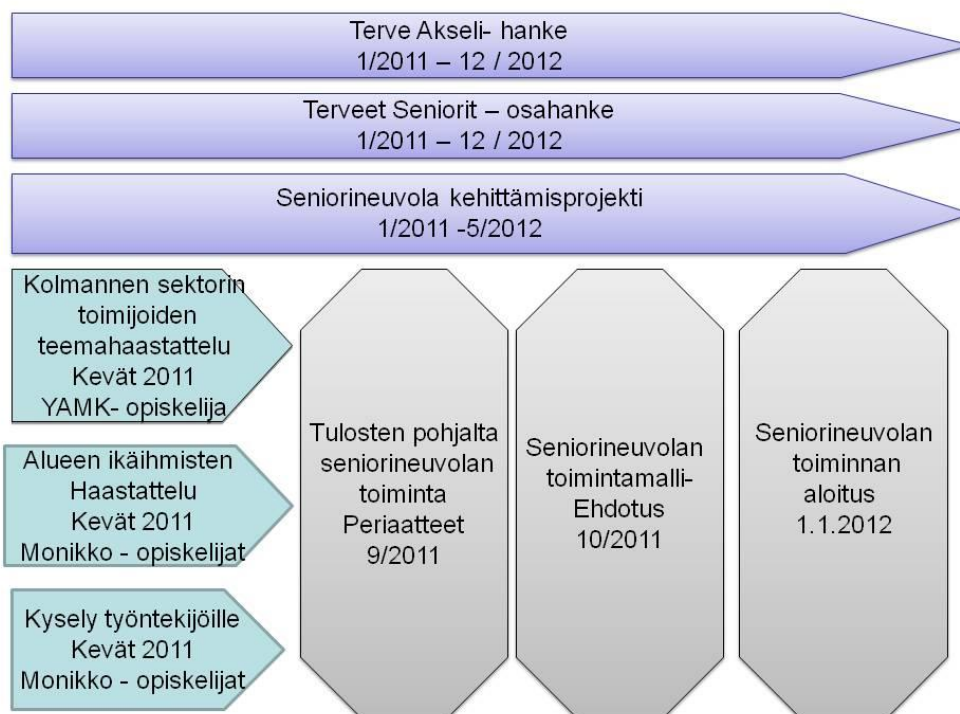 Terve Akseli- hanke
1/2011 – 12 / 2012
Terveet Seniorit – osahanke
1/2011 – 12 / 2012
Seniorineuvola kehittämisprojekti
1/2011 -5/2012
Kolmannen sektorin
toimijoiden
teemahaastattelu
Kevät 2011
YAMK- opiskelija
Alueen ikäihmisten
Haastattelu
Kevät 2011
Monikko - opiskelijat
Kysely työntekijöille
Kevät 2011
Monikko - opiskelijat
Tulosten pohjalta
seniorineuvolan
toiminta
Periaatteet
9/2011
Seniorineuvolan
toimintamalli-
Ehdotus
10/2011
Seniorineuvolan
toiminnan
aloitus
1.1.2012